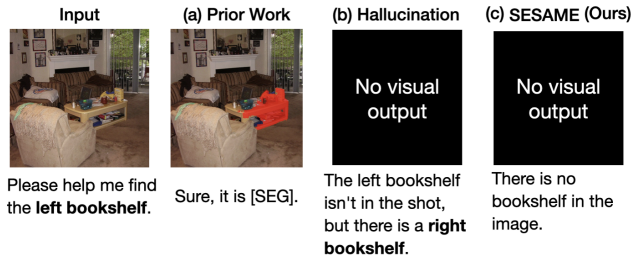 Input
(a) Prior Work
(b) Hallucination
(c) SESAME (Ours)
No visual
output
No visual
output
Please help me find
the left bookshelf.
Sure, it is [SEG].
The left bookshelf
isn't in the shot,
but there is a right
bookshelf.
There is no
bookshelf in the
image.